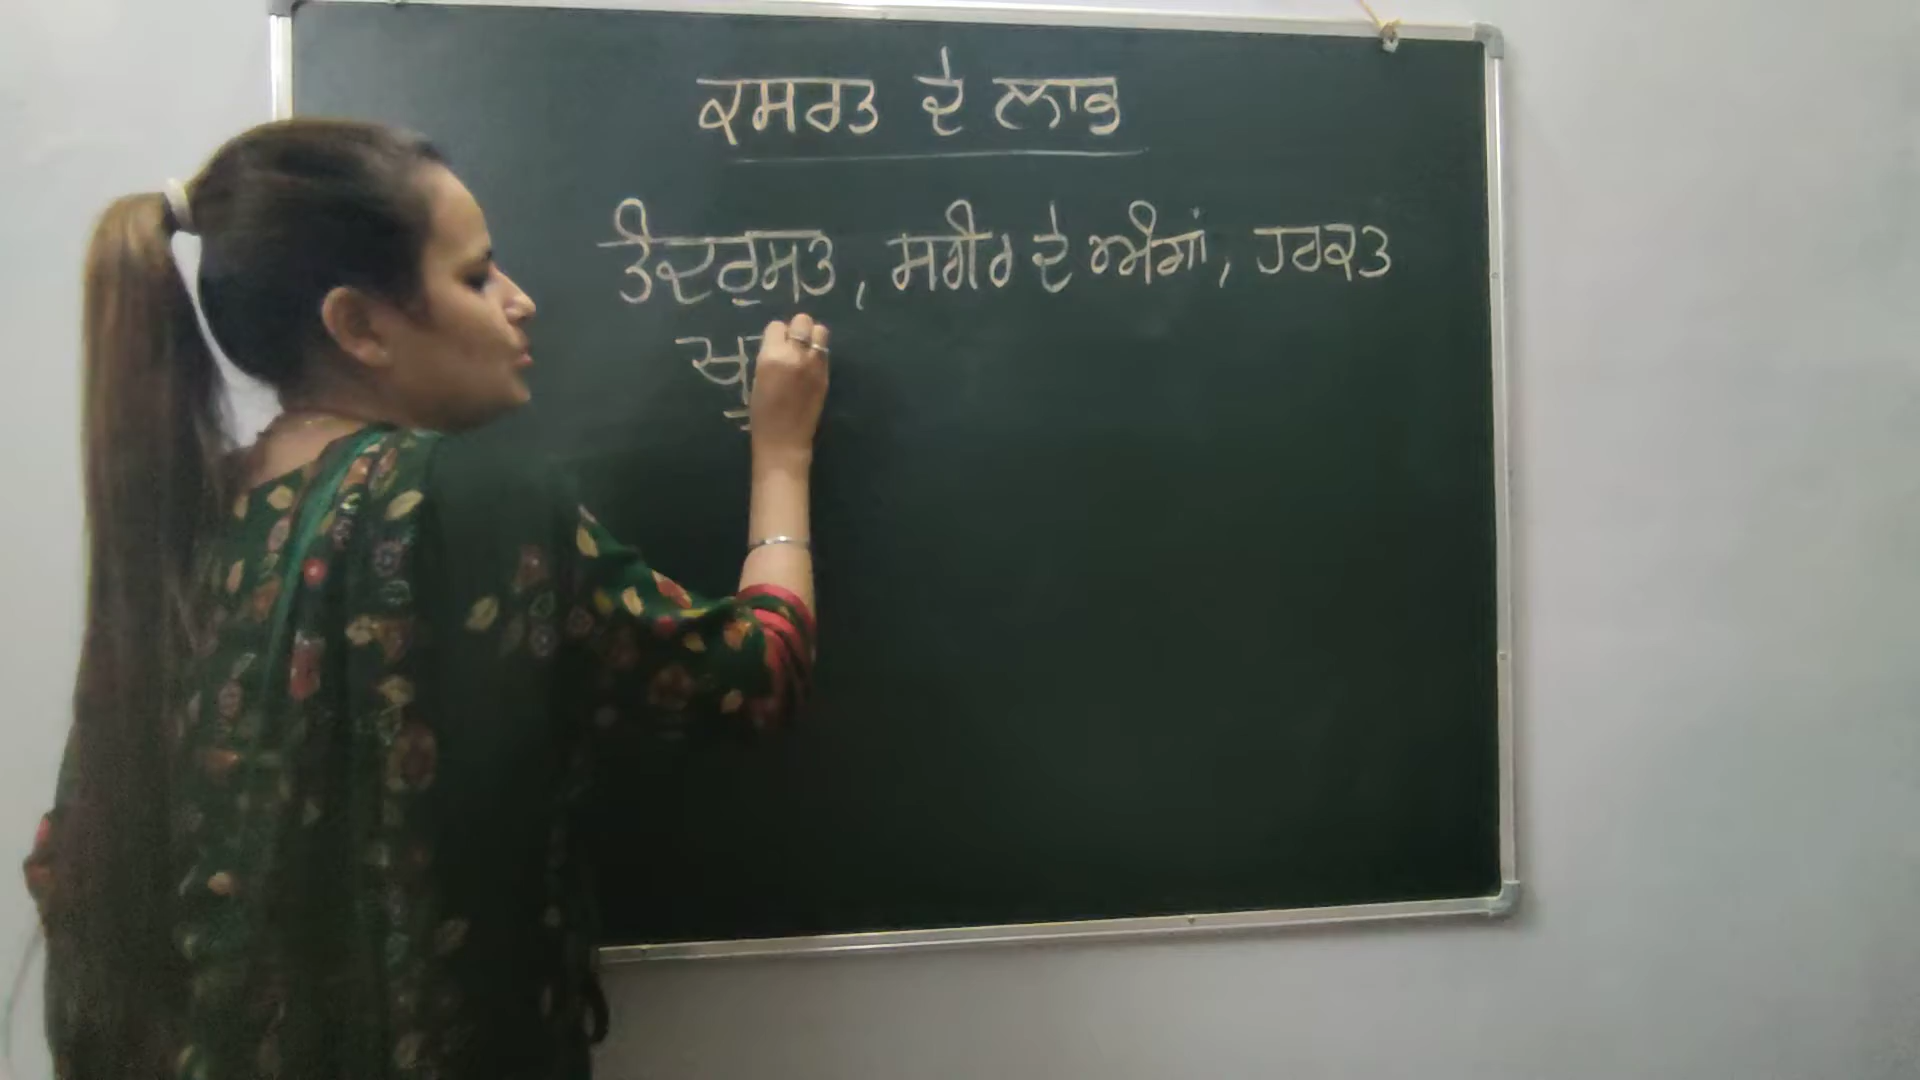 ਕਸਰਤ ਦੇ ਲਾਭ
ਤੰਦਰੁਸਤ, ਸਰੀਰ ਦੇ ਅੰਗਾਂ, ਹਰਕਤ